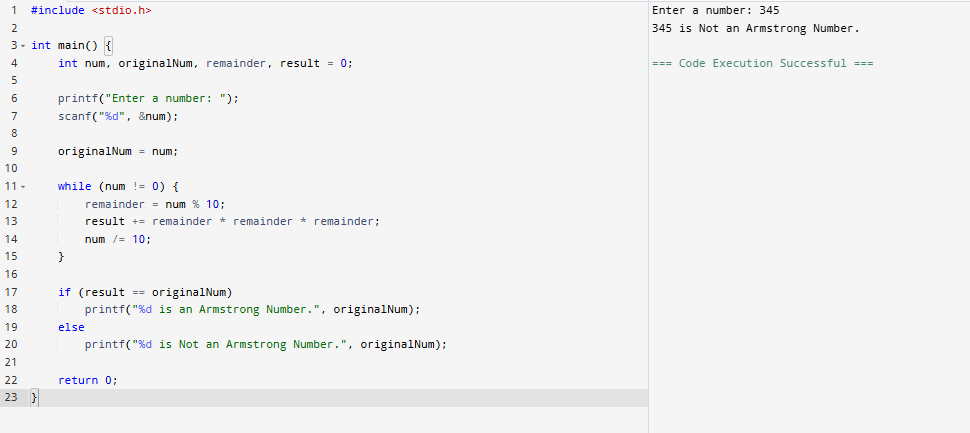 1 #include <stdio.h>
2
3 int main() {
4     int num, originalNum, remainder, result = 0;
5
6     printf("Enter a number: ");
7     scanf("%d", &num);
8
9     originalNum = num;
10
11     while (num != 0) {
12         remainder = num % 10;
13         result += remainder * remainder * remainder;
14         num /= 10;
15     }
16
17     if (result == originalNum)
18         printf("%d is an Armstrong Number.", originalNum);
19     else
20         printf("%d is Not an Armstrong Number.", originalNum);
21
22     return 0;
23 }
Enter a number: 345
345 is Not an Armstrong Number.
=== Code Execution Successful ===